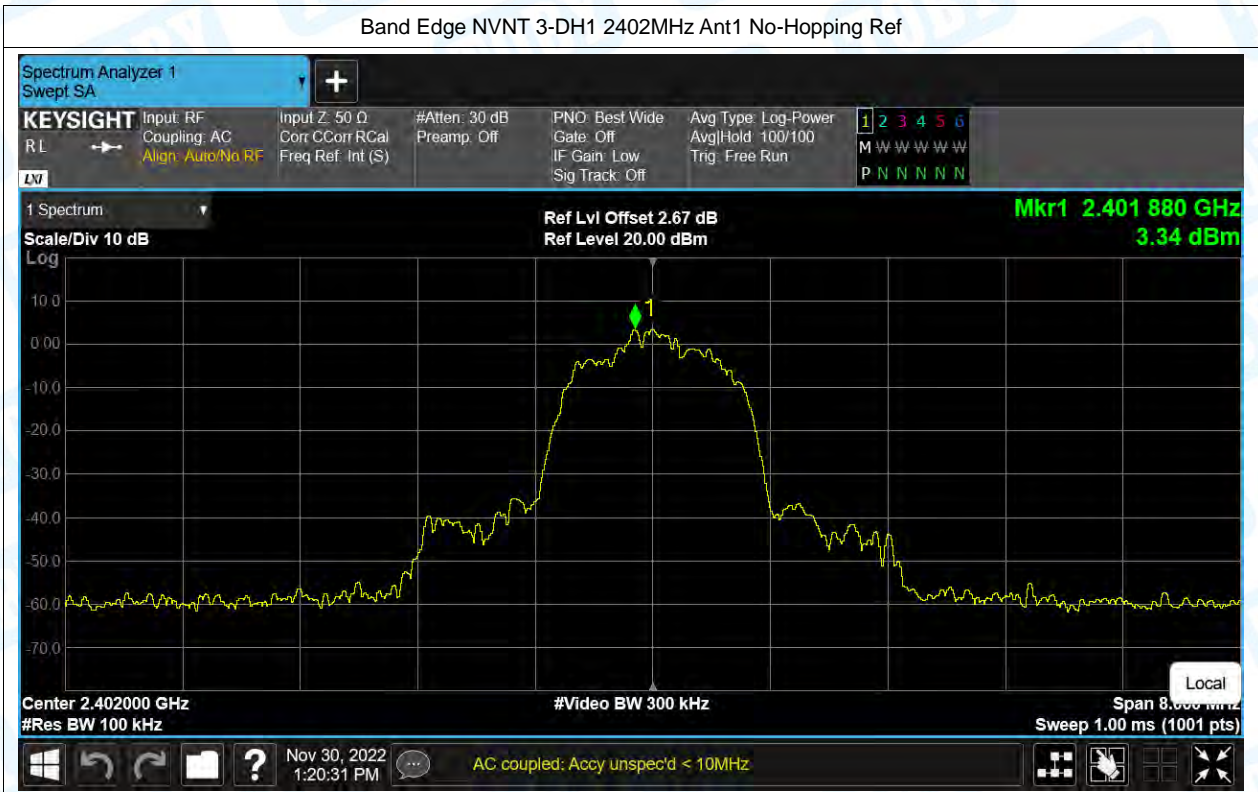 Band Edge NVNT 3-DH1 2402MHz Ant1 No-Hopping Ref
Spectrum Analyzer 1
Swept SA
+
KEYSIGHT
RL
LXI
Input: RF
Coupling: AC
Align: Auto/No RF
Input Z: 50 Ω
Corr CCorr RCal
Freq Ref: Int (S)
#Atten: 30 dB
Preamp: Off
PNO: Best Wide
Gate: Off
IF Gain: Low
Sig Track: Off
Avg Type: Log-Power
Avg|Hold: 100/100
Trig: Free Run
1 2 3 4 5 6
M W W W W W
P N N N N N
1 Spectrum
Scale/Div 10 dB
Ref Lvl Offset 2.67 dB
Ref Level 20.00 dBm
Mkr1 2.401 880 GHz
3.34 dBm
Log
10.0
0.00
-10.0
-20.0
-30.0
-40.0
-50.0
-60.0
-70.0
1
Local
Center 2.402000 GHz
#Res BW 100 kHz
#Video BW 300 kHz
Span 8.000 MHz
Sweep 1.00 ms (1001 pts)
?
Nov 30, 2022
1:20:31 PM
AC coupled: Accy unspec'd < 10MHz